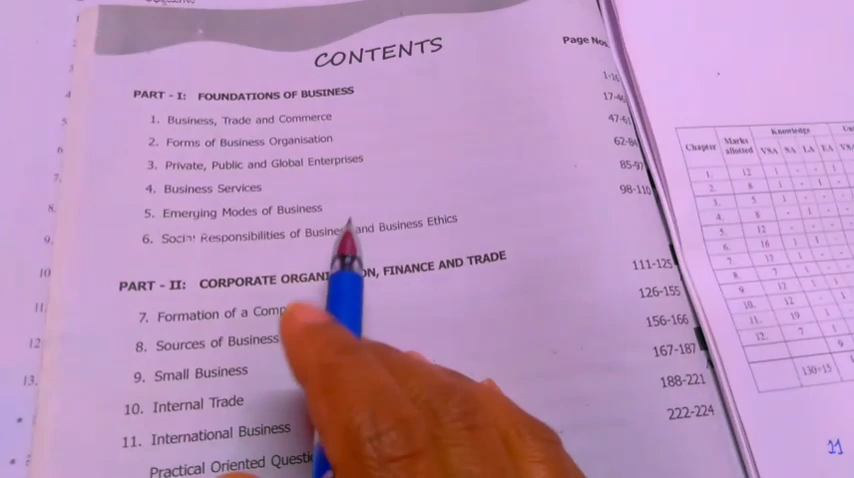 CONTENTS
Page Nos.
PART - I: FOUNDATIONS OF BUSINESS
1. Business, Trade and Commerce 1-16
2. Forms of Business Organisation 17-46
3. Private, Public and Global Enterprises 47-61
4. Business Services 62-84
5. Emerging Modes of Business 85-97
6. Social Responsibilities of Business and Business Ethics 98-110
PART - II: CORPORATE ORGANI ON, FINANCE AND TRADE
7. Formation of a Comp 111-125
8. Sources of Business 126-155
9. Small Business 156-166
10. Internal Trade 167-187
11. International Business 188-221
Practical Oriented Questi 222-224
Knowledge
Chapter Marks allotted VSA SA LA EA
1. 12
2. 8
3. 5
4. 8
5. 12
6. 16
7. 12
8. 7
9. 12
10. 12
11. 19
12. 7
130+15
11